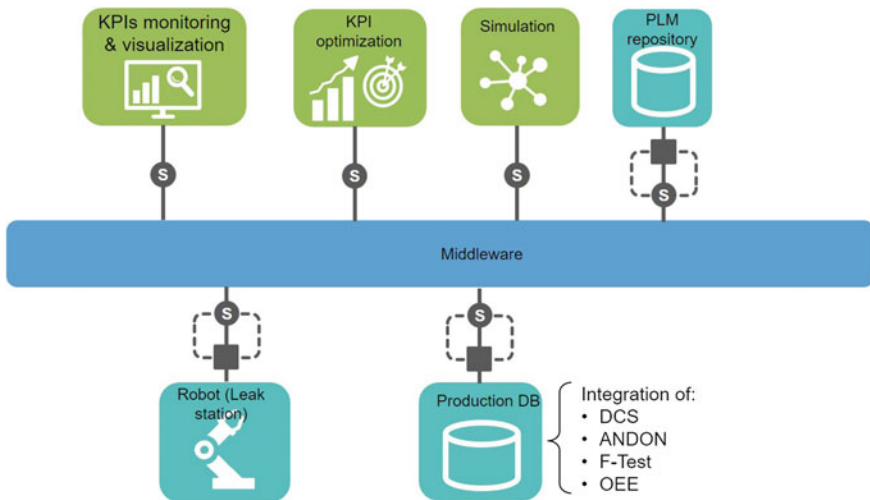 KPIs monitoring
& visualization
KPI
optimization
Simulation
PLM
repository
S
S
S
S
Middleware
S
S
Robot (Leak
station)
Production DB
Integration of:
• DCS
• ANDON
• F-Test
• OEE